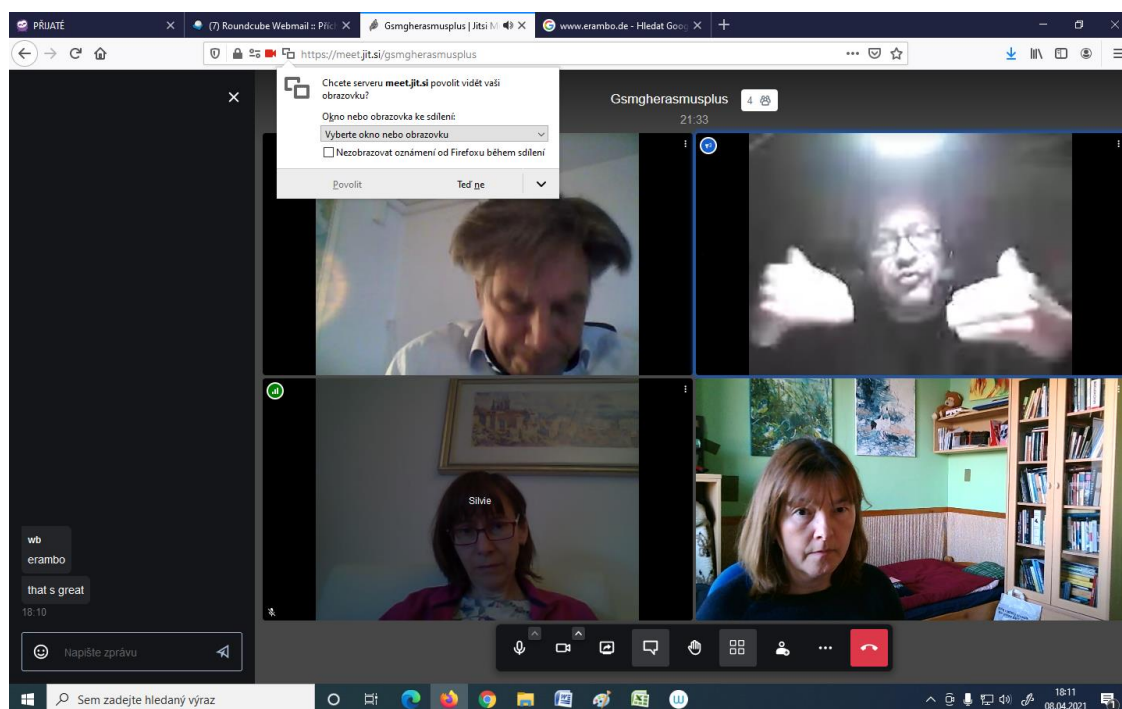 PŘIJATÉ
(7) Roundcube Webmail :: Přích
Gsmgherasmusplus | Jitsi M
www.erambo.de - Hledat Goog
https://meet.jit.si/gsmgherasmusplus
Chcete serveru meet.jit.si povolit vidět vaši
obrazovku?
Okno nebo obrazovka ke sdílení:
Vyberte okno nebo obrazovku
Nezobrazovat oznámení od Firefoxu během sdílení
Povolit
Teď ne
Gsmgherasmusplus
4
21:33
Silvie
wb
erambo
that s great
18:10
Napište zprávu
Sem zadejte hledaný výraz
18:11
08.04.2021